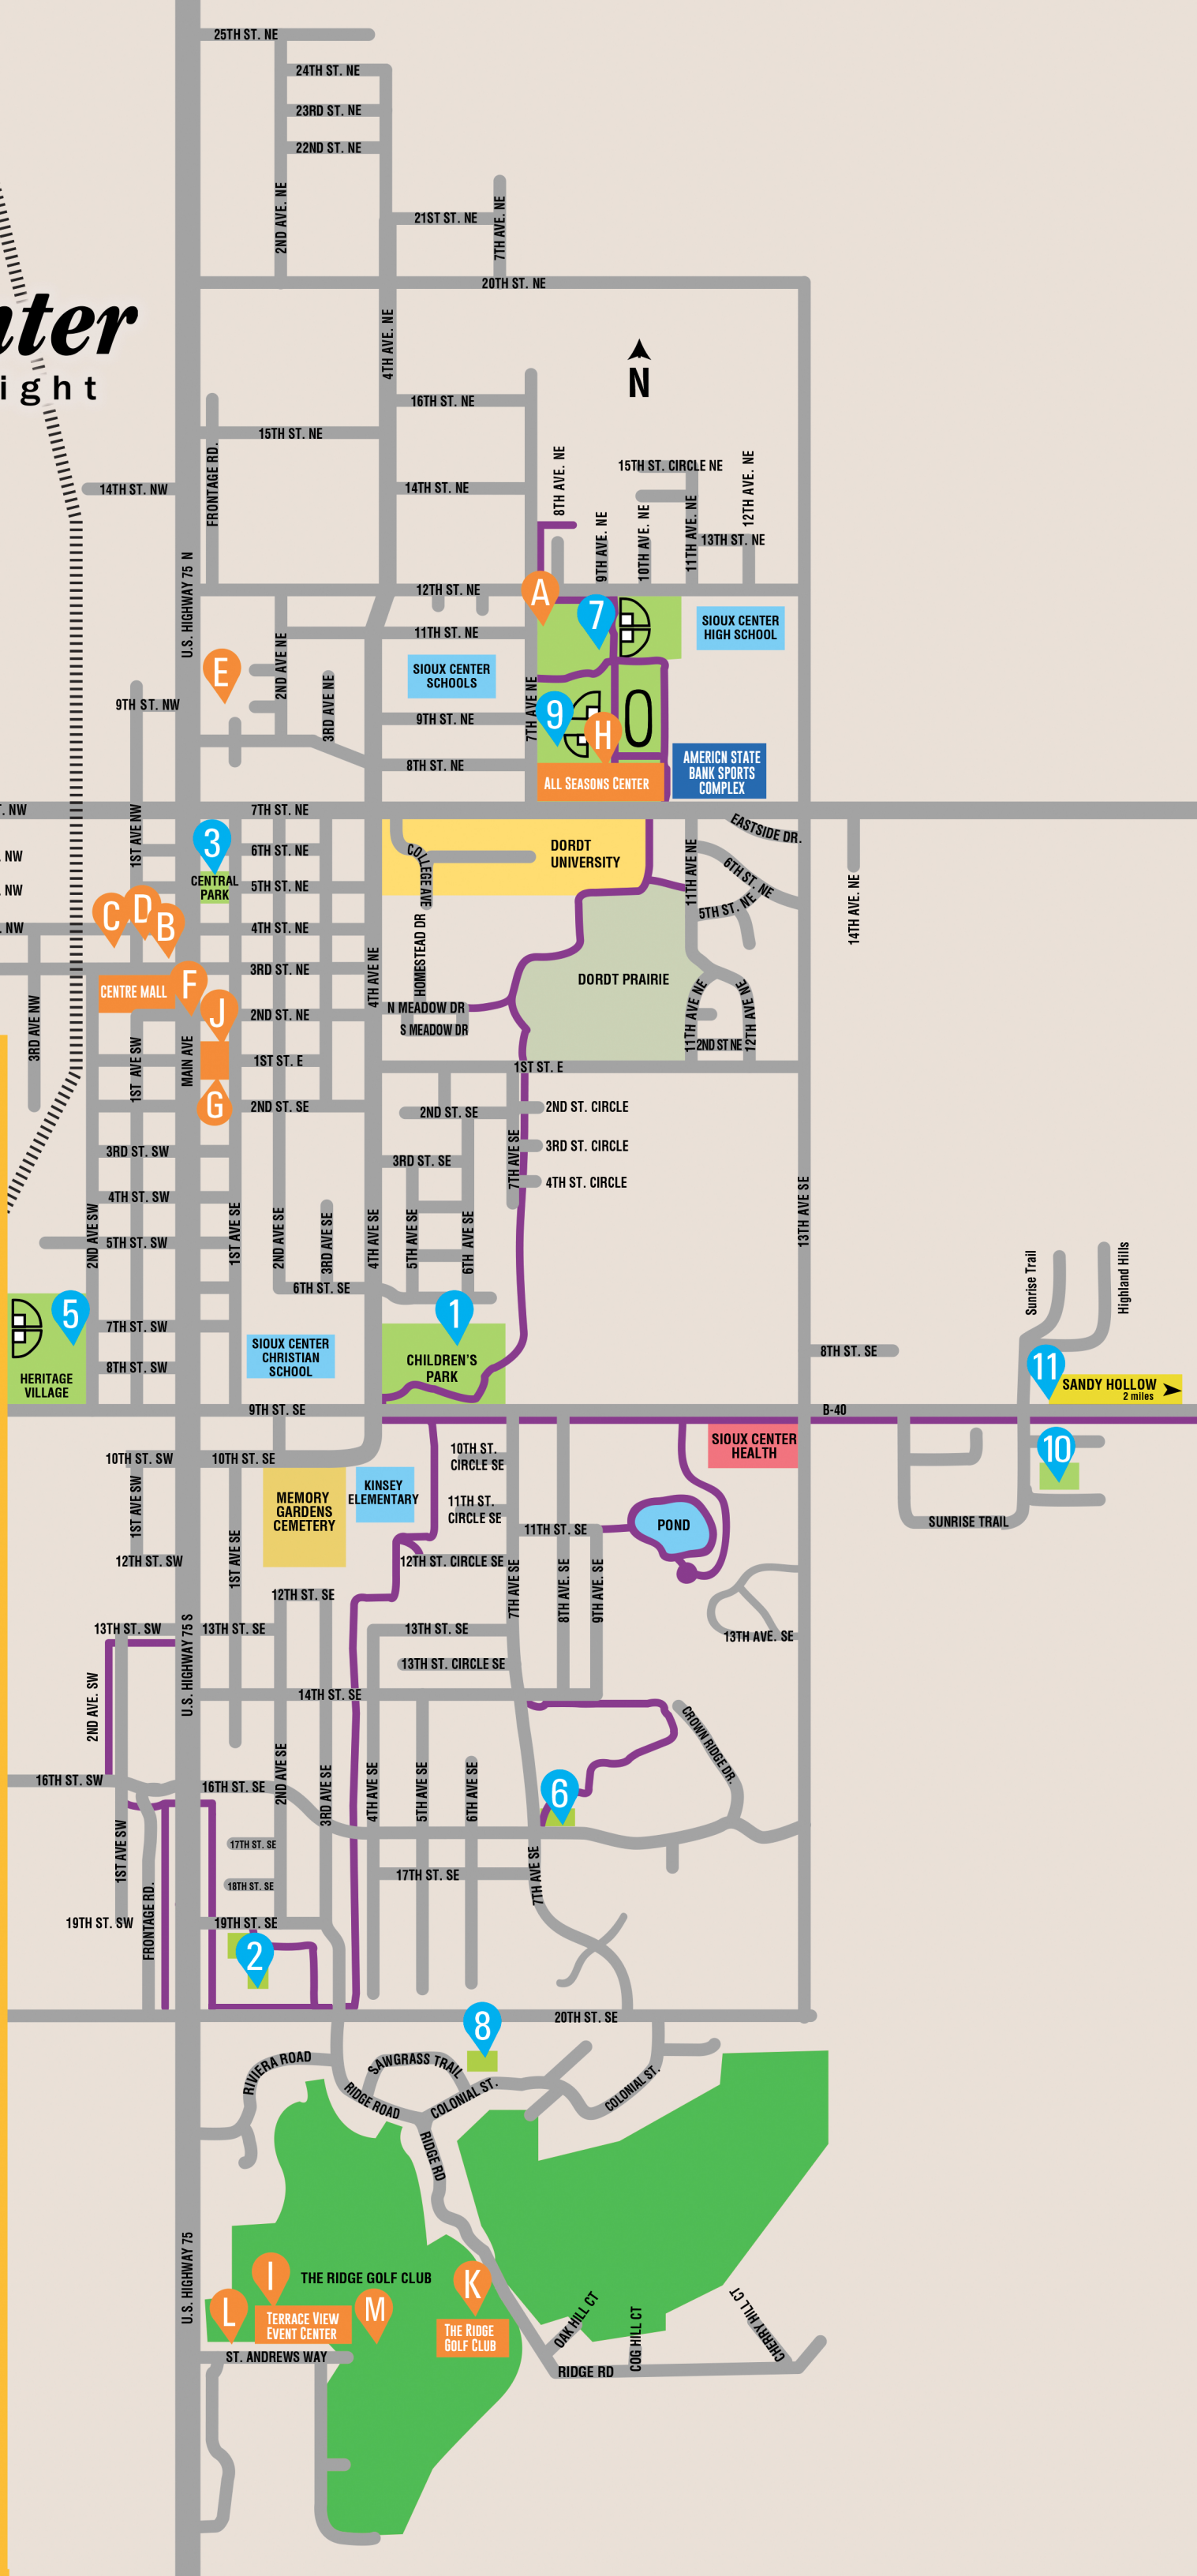 25TH ST. NE
24TH ST. NE
23RD ST. NE
22ND ST. NE
2ND AVE. NE
21ST ST. NE
7TH AVE. NE
20TH ST. NE
nter
ight
4TH AVE. NE
N
16TH ST. NE
15TH ST. NE
FRONTAGE RD.
14TH ST. NW
14TH ST. NE
8TH AVE. NE
15TH ST. CIRCLE NE
12TH AVE. NE
9TH AVE. NE
10TH AVE. NE
11TH AVE. NE
13TH ST. NE
U.S. HIGHWAY 75 N
12TH ST. NE
A
7
SIOUX CENTER
HIGH SCHOOL
11TH ST. NE
2ND AVE NE
E
SIOUX CENTER
SCHOOLS
3RD AVE NE
9TH ST. NW
9TH ST. NE
7TH AVE NE
9
H
8TH ST. NE
ALL SEASONS CENTER
AMERICN STATE
BANK SPORTS
COMPLEX
T. NW
7TH ST. NE
1ST AVE NW
3
6TH ST. NE
NW
COLLEGE AVE
DORDT
UNIVERSITY
11TH AVE NE
EASTSIDE DR.
6TH ST. NE
CENTRAL
PARK
5TH ST. NE
NW
5TH ST. NE
14TH AVE. NE
C
D
B
NW
4TH ST. NE
HOMESTEAD DR
4TH AVE NE
3RD ST. NE
DORDT PRAIRIE
CENTRE MALL
F
J
N MEADOW DR
S MEADOW DR
2ND ST. NE
11TH AVE NE
12TH AVE NE
2ND ST NE
3RD AVE NW
1ST AVE SW
MAIN AVE
1ST ST. E
1ST ST. E
G
2ND ST. SE
2ND ST. SE
2ND ST. CIRCLE
3RD ST. SW
3RD ST. SE
7TH AVE SE
3RD ST. CIRCLE
4TH ST. CIRCLE
4TH ST. SW
2ND AVE SW
1ST AVE SE
2ND AVE SE
3RD AVE SE
4TH AVE SE
5TH AVE SE
6TH AVE SE
13TH AVE SE
5TH ST. SW
Sunrise Trail
Highland Hills
6TH ST. SE
5
1
7TH ST. SW
SIOUX CENTER
CHRISTIAN
SCHOOL
CHILDREN'S
PARK
8TH ST. SE
8TH ST. SW
HERITAGE
VILLAGE
11
SANDY HOLLOW
2 miles
9TH ST. SE
B-40
10TH ST. SW
10TH ST. SE
10TH ST.
CIRCLE SE
SIOUX CENTER
HEALTH
10
1ST AVE SW
MEMORY
GARDENS
CEMETERY
KINSEY
ELEMENTARY
11TH ST.
CIRCLE SE
11TH ST. SE
POND
SUNRISE TRAIL
12TH ST. SW
1ST AVE SE
12TH ST. CIRCLE SE
7TH AVE SE
8TH AVE. SE
9TH AVE. SE
12TH ST. SE
13TH ST. SW
13TH ST. SE
13TH ST. SE
13TH AVE. SE
U.S. HIGHWAY 75 S
13TH ST. CIRCLE SE
2ND AVE. SW
14TH ST. SE
CROWN RIDGE DR.
16TH ST. SW
16TH ST. SE
2ND AVE SE
3RD AVE SE
4TH AVE SE
5TH AVE SE
6TH AVE SE
6
1ST AVE SW
17TH ST. SE
17TH ST. SE
7TH AVE SE
18TH ST. SE
FRONTAGE RD.
19TH ST. SW
19TH ST. SE
2
8
20TH ST. SE
RIVIERA ROAD
SAWGRASS TRAIL
RIDGE ROAD
COLONIAL ST.
COLONIAL ST.
RIDGE RD
U.S. HIGHWAY 75
I
THE RIDGE GOLF CLUB
K
L
M
TERRACE VIEW
EVENT CENTER
THE RIDGE
GOLF CLUB
OAK HILL CT
COG HILL CT
CHERRY HILL CT
ST. ANDREWS WAY
RIDGE RD